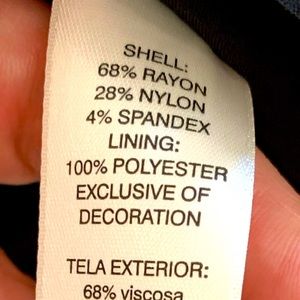 SHELL:
68% RAYON
28% NYLON
4% SPANDEX
LINING:
100% POLYESTER
EXCLUSIVE OF
DECORATION
TELA EXTERIOR:
68% viscosa